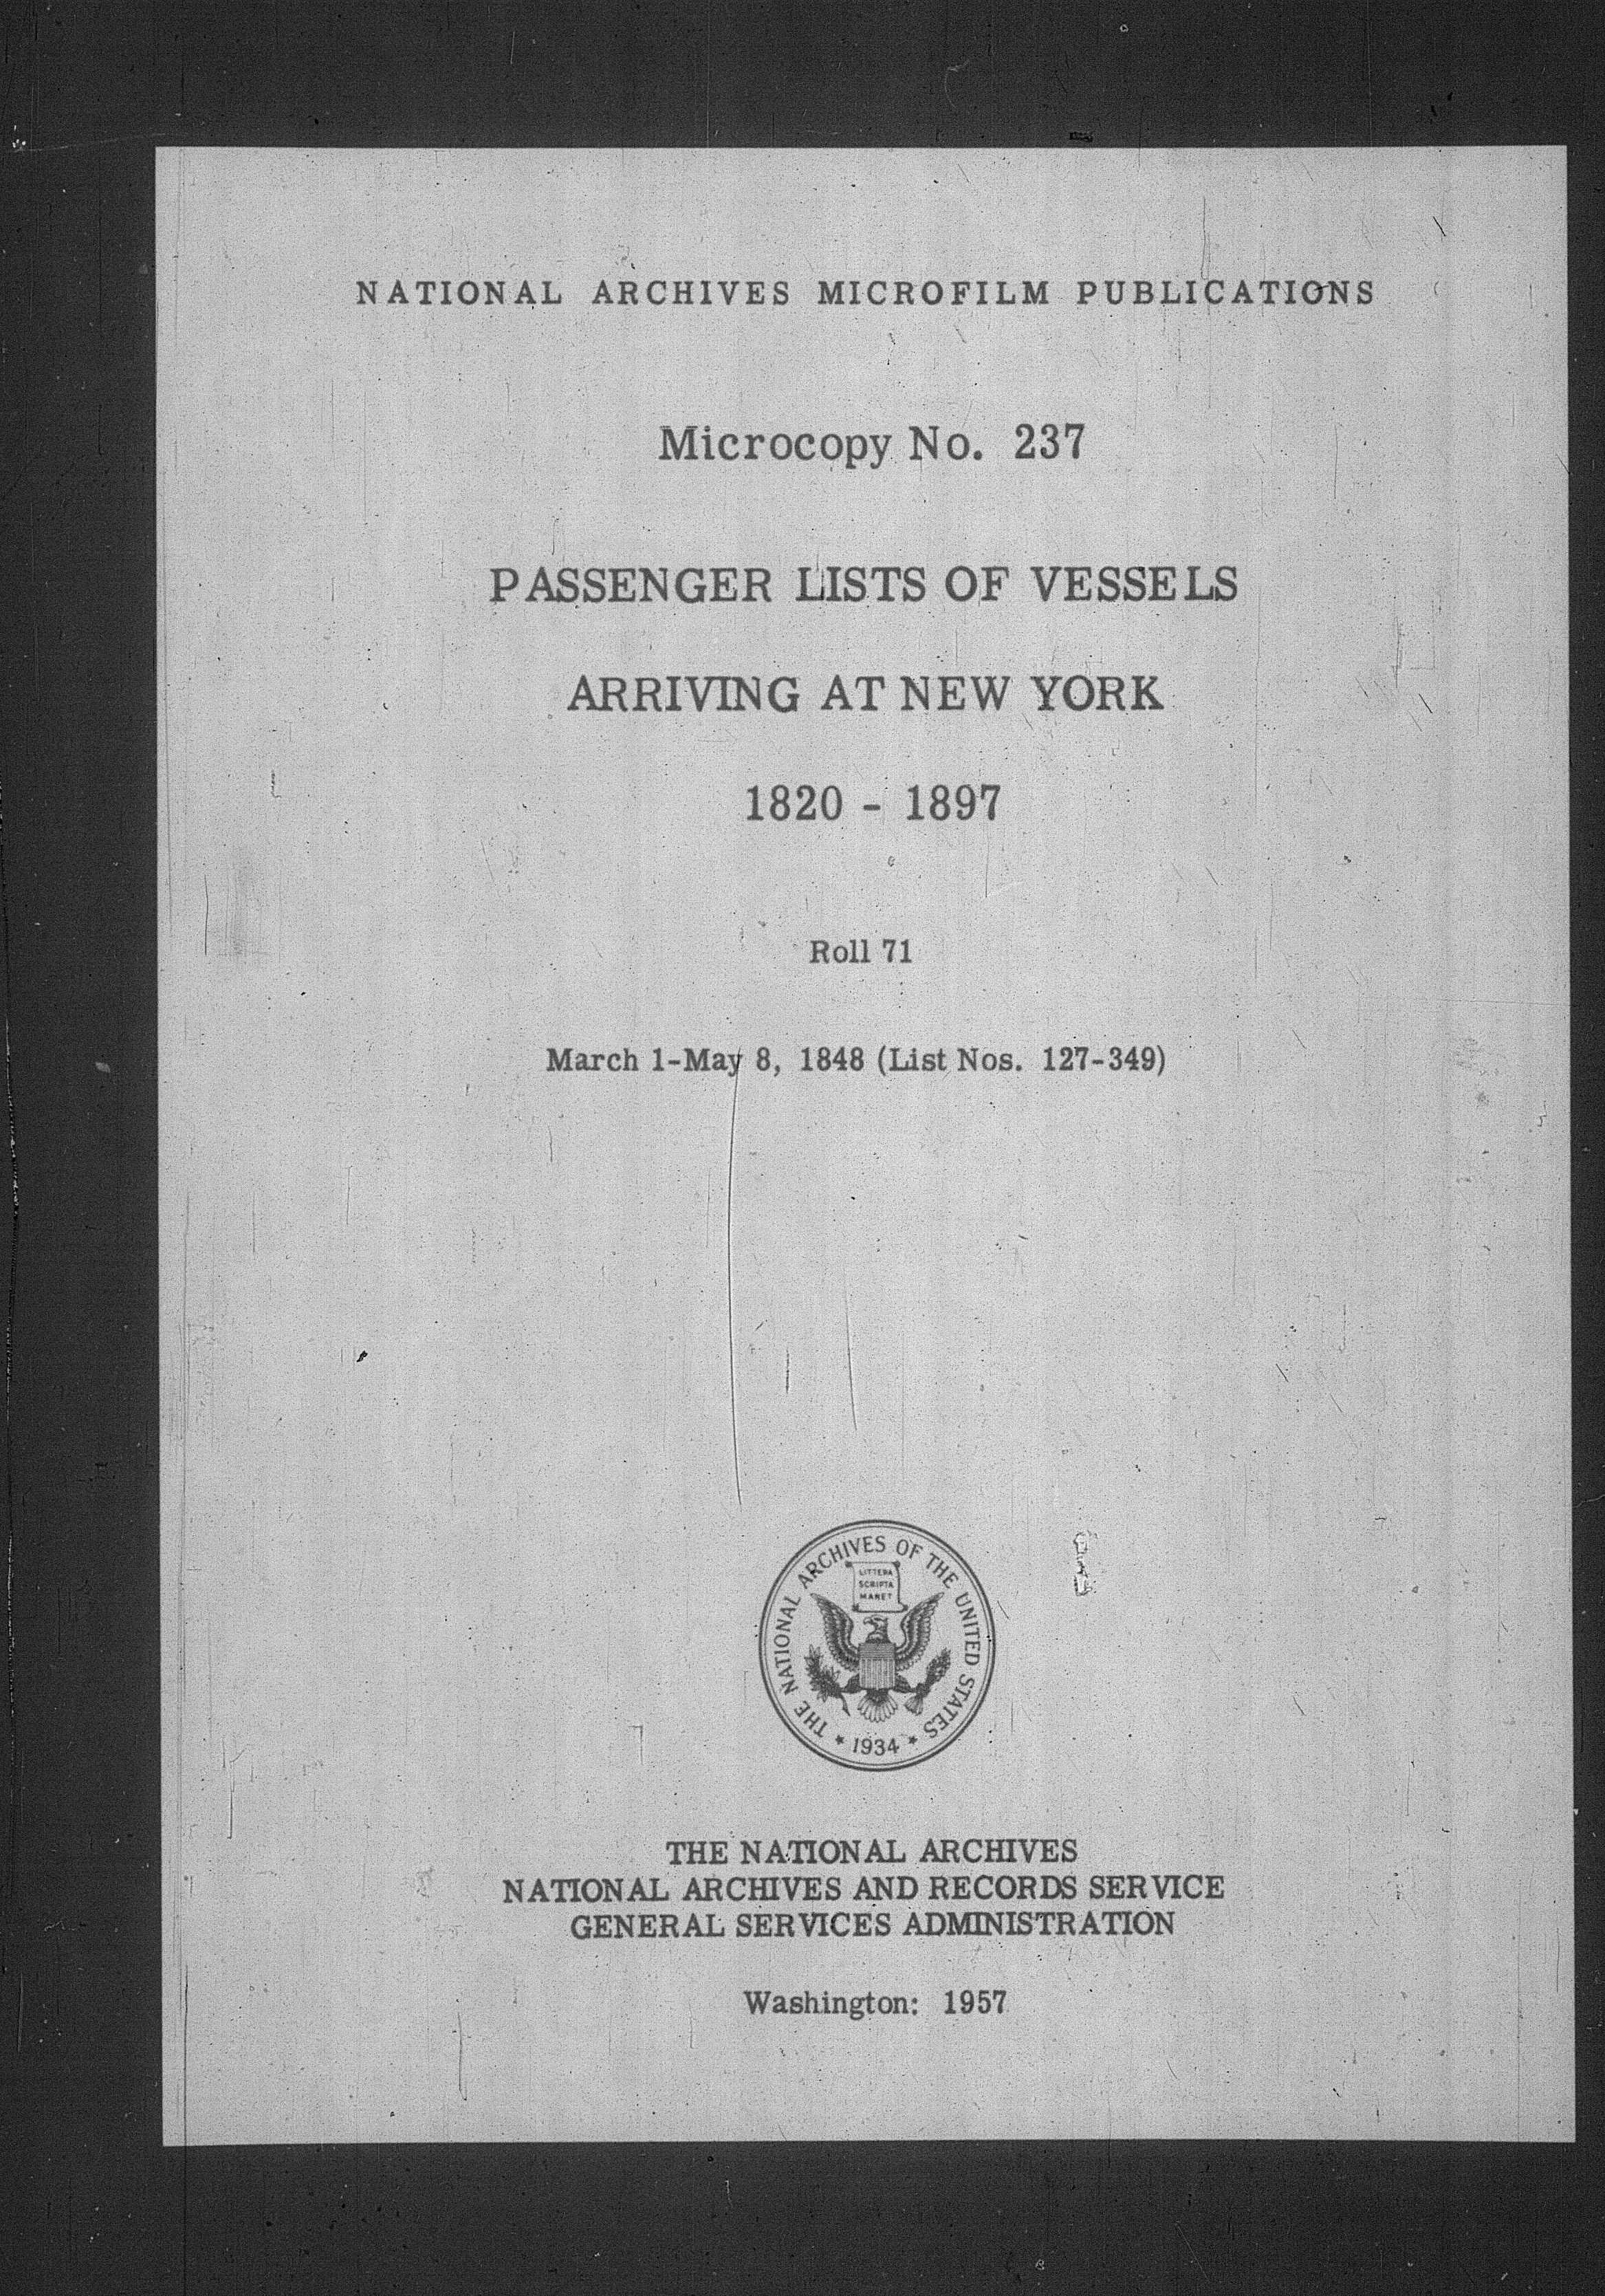 NATIONAL ARCHIVES MICROFILM PUBLICATIONS
Microcopy No. 237
PASSENGER LISTS OF VESSELS
ARRIVING AT NEW YORK
1820 - 1897
Roll 71
March 1-May 8, 1848 (List Nos. 127-349)
THE NATIONAL ARCHIVES OF THE UNITED STATES
LITTERA
SCRIPTA
MANET
★ 1934 ★
THE NATIONAL ARCHIVES
NATIONAL ARCHIVES AND RECORDS SERVICE
GENERAL SERVICES ADMINISTRATION
Washington: 1957